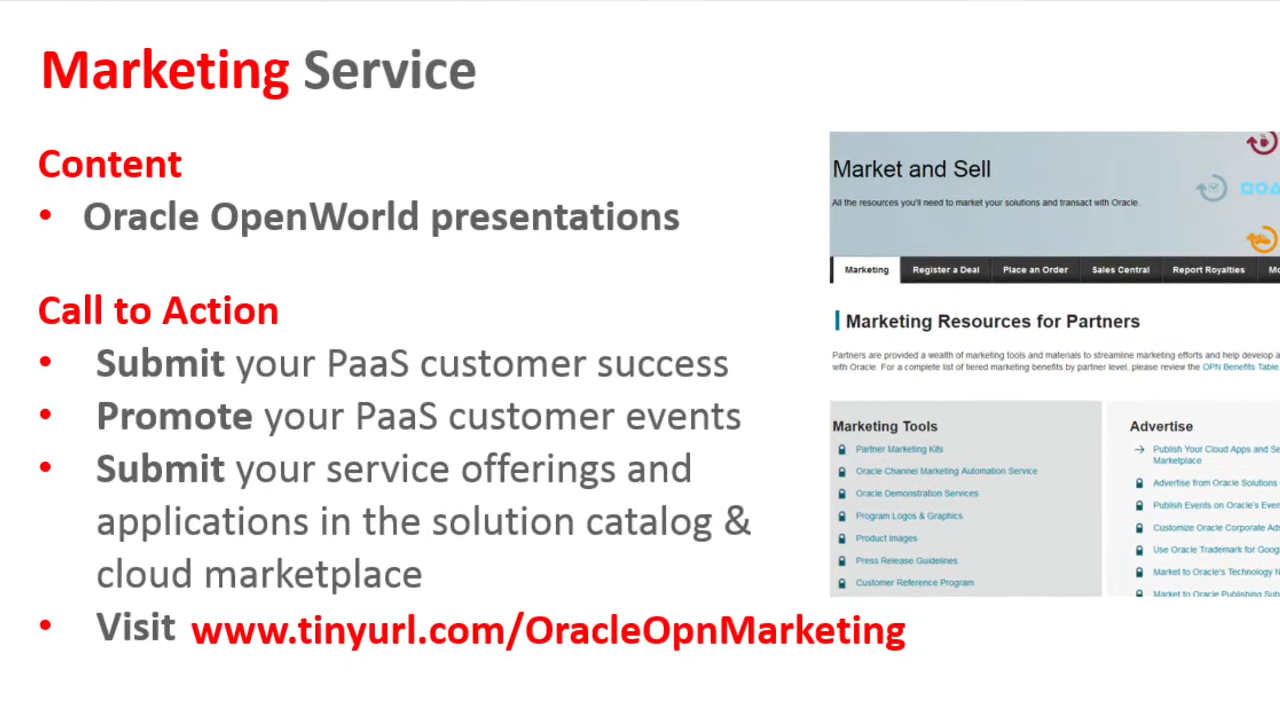 Marketing Service
Content
• Oracle OpenWorld presentations
Call to Action
• Submit your PaaS customer success
• Promote your PaaS customer events
• Submit your service offerings and
applications in the solution catalog &
cloud marketplace
• Visit www.tinyurl.com/OracleOpnMarketing
Market and Sell
All the resources you'll need to market your solutions and transact with Oracle.
Marketing Register a Deal Place an Order Sales Central Report Royalties
Marketing Resources for Partners
Partners are provided a wealth of marketing tools and materials to streamline marketing efforts and help develop a
with Oracle. For a complete list of tiered marketing benefits by partner level, please review the OPN Benefits Table.
Marketing Tools
Partner Marketing Kits
Oracle Channel Marketing Automation Service
Oracle Demonstration Services
Program Logos & Graphics
Product Images
Press Release Guidelines
Customer Reference Program
Advertise
Publish Your Cloud Apps and
Marketplace
Advertise from Oracle Solutions
Publish Events on Oracle's
Customize Oracle Corporate
Use Oracle Trademark for
Market to Oracle's Technology
Market to Oracle Publishing